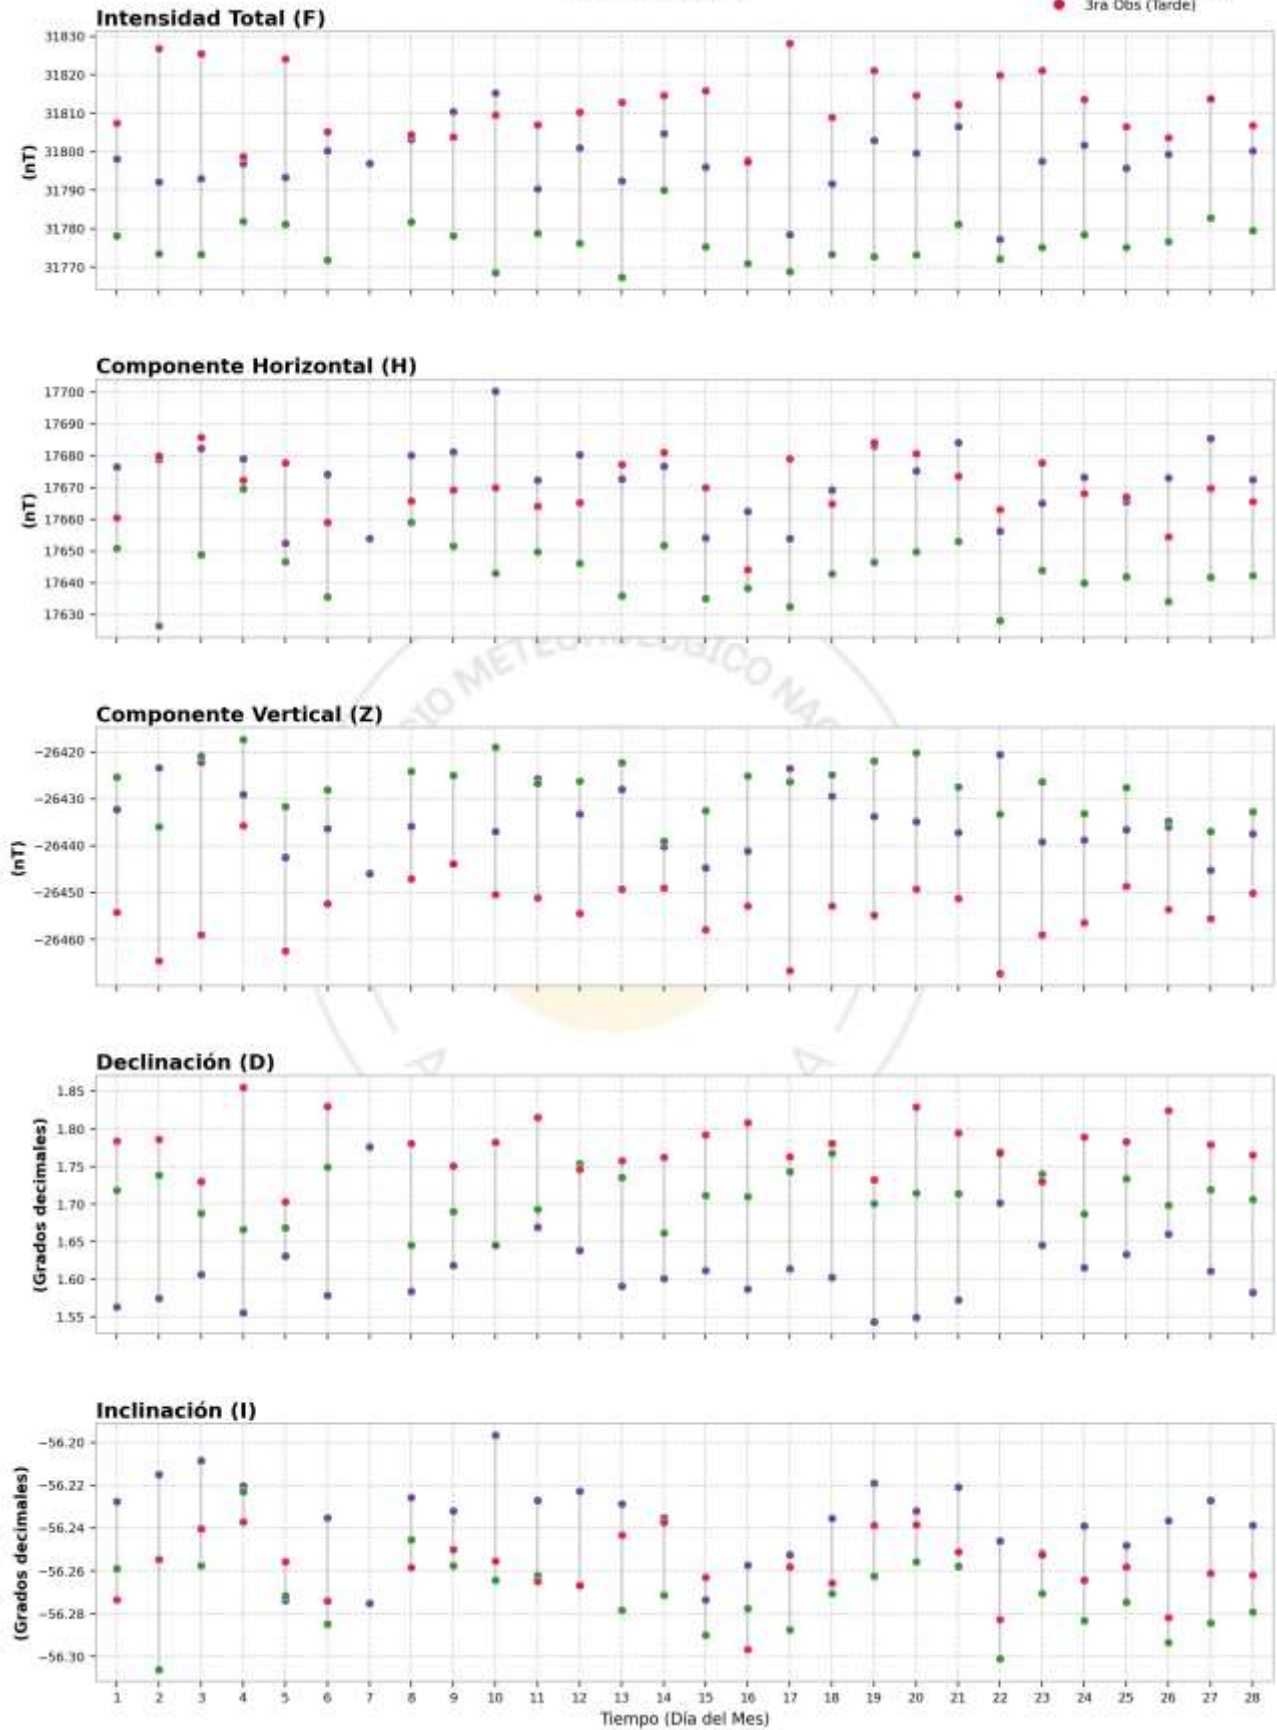 3ra Obs (Tarde)
Intensidad Total (F)
31830
31820
31810
31800
31790
31780
31770
(nT)
Componente Horizontal (H)
17700
17690
17680
17670
17660
17650
17640
17630
(nT)
METEOROLÓGICO
Componente Vertical (Z)
−26420
−26430
−26440
−26450
−26460
(nT)
Declinación (D)
1.85
1.80
1.75
1.70
1.65
1.60
1.55
(Grados decimales)
Inclinación (I)
−56.20
−56.22
−56.24
−56.26
−56.28
−56.30
(Grados decimales)
1 2 3 4 5 6 7 8 9 10 11 12 13 14 15 16 17 18 19 20 21 22 23 24 25 26 27 28
Tiempo (Día del Mes)